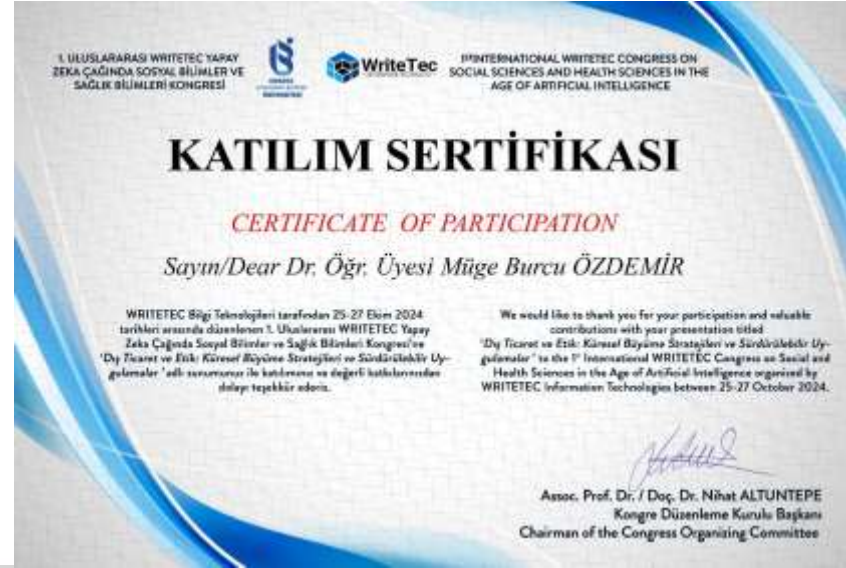 1. ULUSLARARASI WRITETEC YAPAY
ZEKA ÇAĞINDA SOSYAL BİLİMLER VE
SAĞLIK BİLİMLERİ KONGRESİ
WriteTec
INTERNATIONAL WRITETEC CONGRESS ON
SOCIAL SCIENCES AND HEALTH SCIENCES IN THE
AGE OF ARTIFICIAL INTELLIGENCE
KATILIM SERTİFİKASI
CERTIFICATE OF PARTICIPATION
Sayın/Dear Dr. Öğr. Üyesi Müge Burcu ÖZDEMİR
WRITETEC Bilgi Teknolojileri tarafından 25-27 Ekim 2024
tarihleri arasında düzenlenen 1. Uluslararası WRITETEC Yapay
Zeka Çağında Sosyal Bilimler ve Sağlık Bilimleri Kongresi'ne
"Dış Ticaret ve Etik: Küresel Büyüme Stratejileri ve Sürdürülebilir Uy-
gulamalar" adlı sunumunuz ile katılımınız ve değerli katkılarınızdan
dolayı teşekkür ederiz.
We would like to thank you for your participation and valuable
contributions with your presentation titled
"Dış Ticaret ve Etik: Küresel Büyüme Stratejileri ve Sürdürülebilir Uy-
gulamalar" to the 1st International WRITETEC Congress on Social and
Health Sciences in the Age of Artificial Intelligence organized by
WRITETEC Information Technologies between 25-27 October 2024.
Assoc. Prof. Dr. / Doç. Dr. Nihat ALTUNTEPE
Kongre Düzenleme Kurulu Başkanı
Chairman of the Congress Organizing Committee